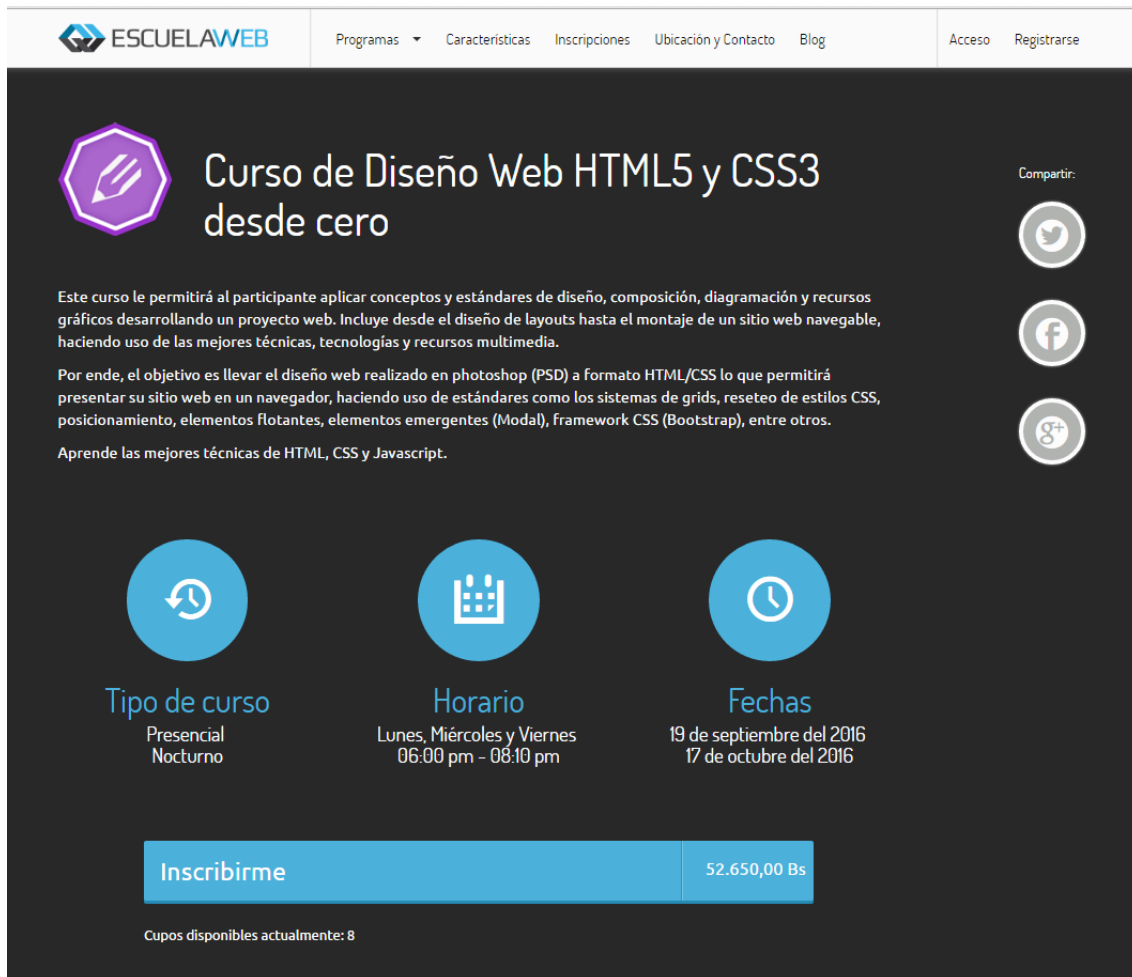 ESCUELAWEB
Programas Características Inscripciones Ubicación y Contacto Blog Acceso Registrarse
Curso de Diseño Web HTML5 y CSS3
desde cero
Compartir:
Este curso le permitirá al participante aplicar conceptos y estándares de diseño, composición, diagramación y recursos
gráficos desarrollando un proyecto web. Incluye desde el diseño de layouts hasta el montaje de un sitio web navegable,
haciendo uso de las mejores técnicas, tecnologías y recursos multimedia.
Por ende, el objetivo es llevar el diseño web realizado en photoshop (PSD) a formato HTML/CSS lo que permitirá
presentar su sitio web en un navegador, haciendo uso de estándares como los sistemas de grids, reseteo de estilos CSS,
posicionamiento, elementos flotantes, elementos emergentes (Modal), framework CSS (Bootstrap), entre otros.
Aprende las mejores técnicas de HTML, CSS y Javascript.
f
g+
Tipo de curso
Presencial
Nocturno
Horario
Lunes, Miércoles y Viernes
06:00 pm - 08:10 pm
Fechas
19 de septiembre del 2016
17 de octubre del 2016
Inscribirme 52.650,00 Bs
Cupos disponibles actualmente: 8